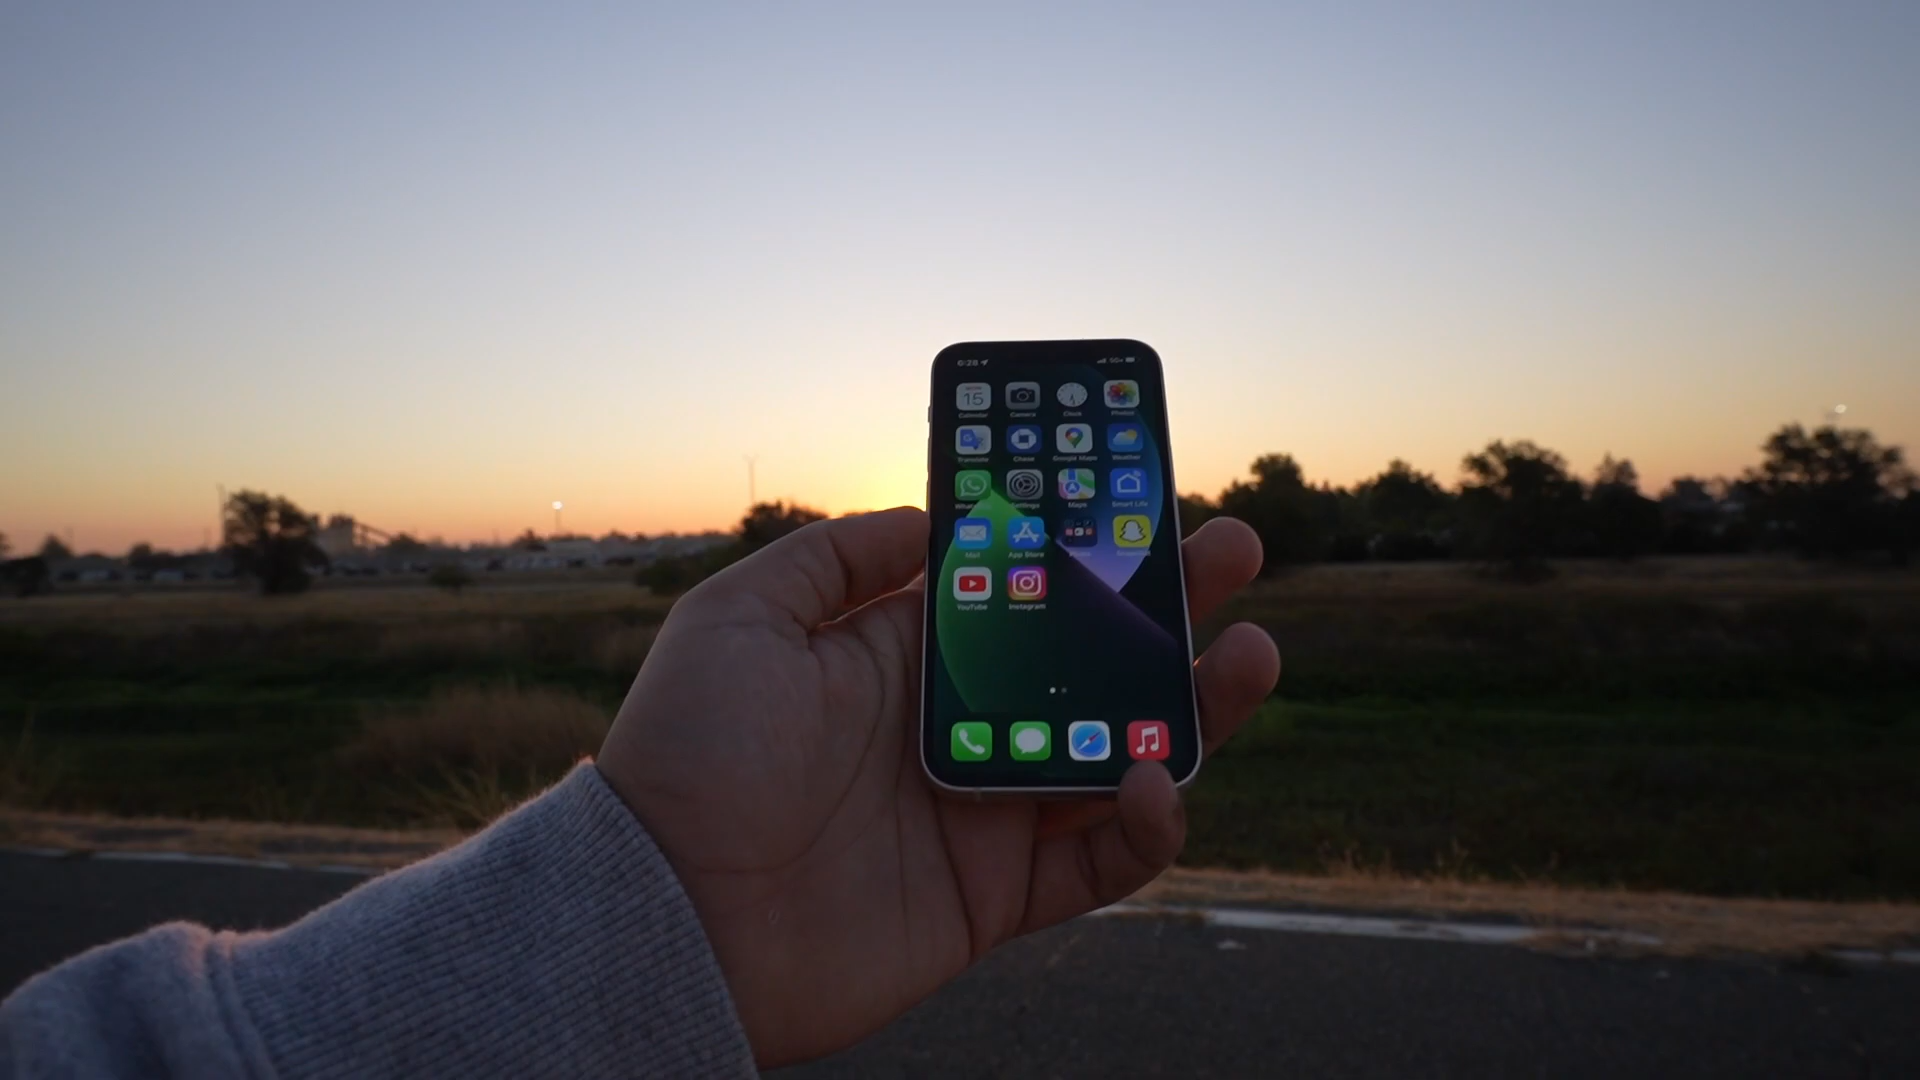 15
Calendar Camera Clock Photos
Translate Chase Google Maps Weather
Settings Maps Smart Life
Mail App Store
YouTube Instagram